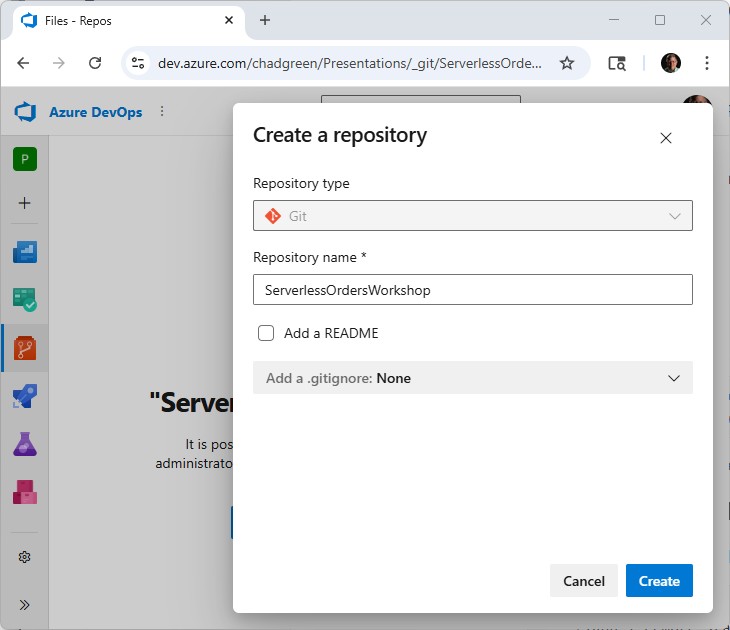 Files - Repos
dev.azure.com/chadgreen/Presentations/_git/ServerlessOrde...
Azure DevOps
P
Create a repository
Repository type
Git
Repository name *
ServerlessOrdersWorkshop
Add a README
Add a .gitignore: None
"Server
It is pos
administrato
Cancel
Create